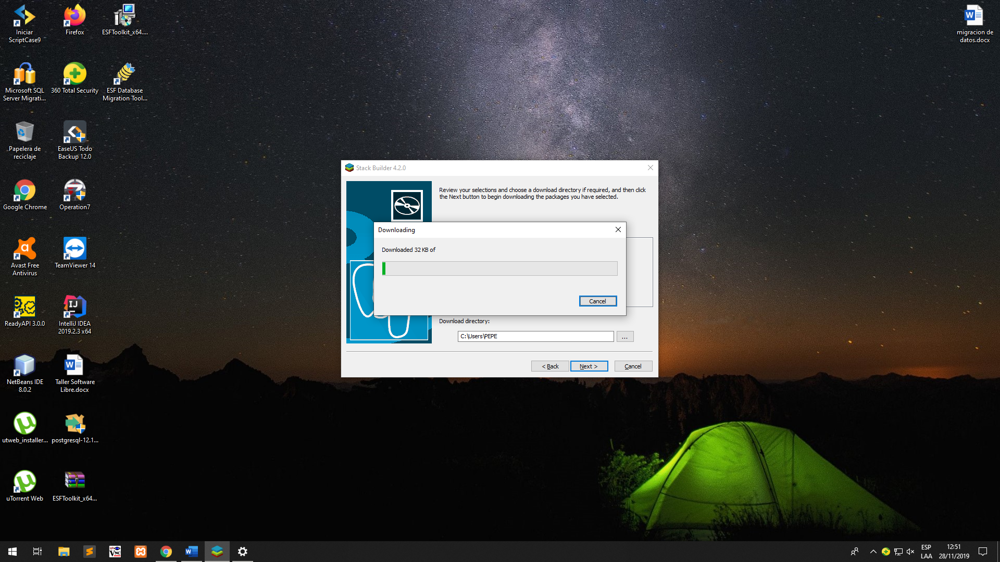 Iniciar
ScriptCase9
Firefox
ESFToolkit_x64....
migracion de
datos.docx
Microsoft SQL
Server Migrati...
360 Total Security
ESF Database
Migration Tool...
Papelera de
reciclaje
EaseUS Todo
Backup 12.0
Google Chrome
Operation7
Avast Free
Antivirus
TeamViewer 14
ReadyAPI 3.0.0
IntelliJ IDEA
2019.2.3 x64
NetBeans IDE
8.0.2
Taller Software
Libre.docx
utweb_installer...
postgresql-12.1...
uTorrent Web
ESFToolkit_x64...
Stack Builder 4.2.0
Review your selections and choose a download directory if required, and then click
the Next button to begin downloading the packages you have selected.
Downloading
Downloaded 32 KB of
Cancel
Download directory:
C:\Users\PEPE
...
< Back
Next >
Cancel
ESP
LAA
12:51
28/11/2019